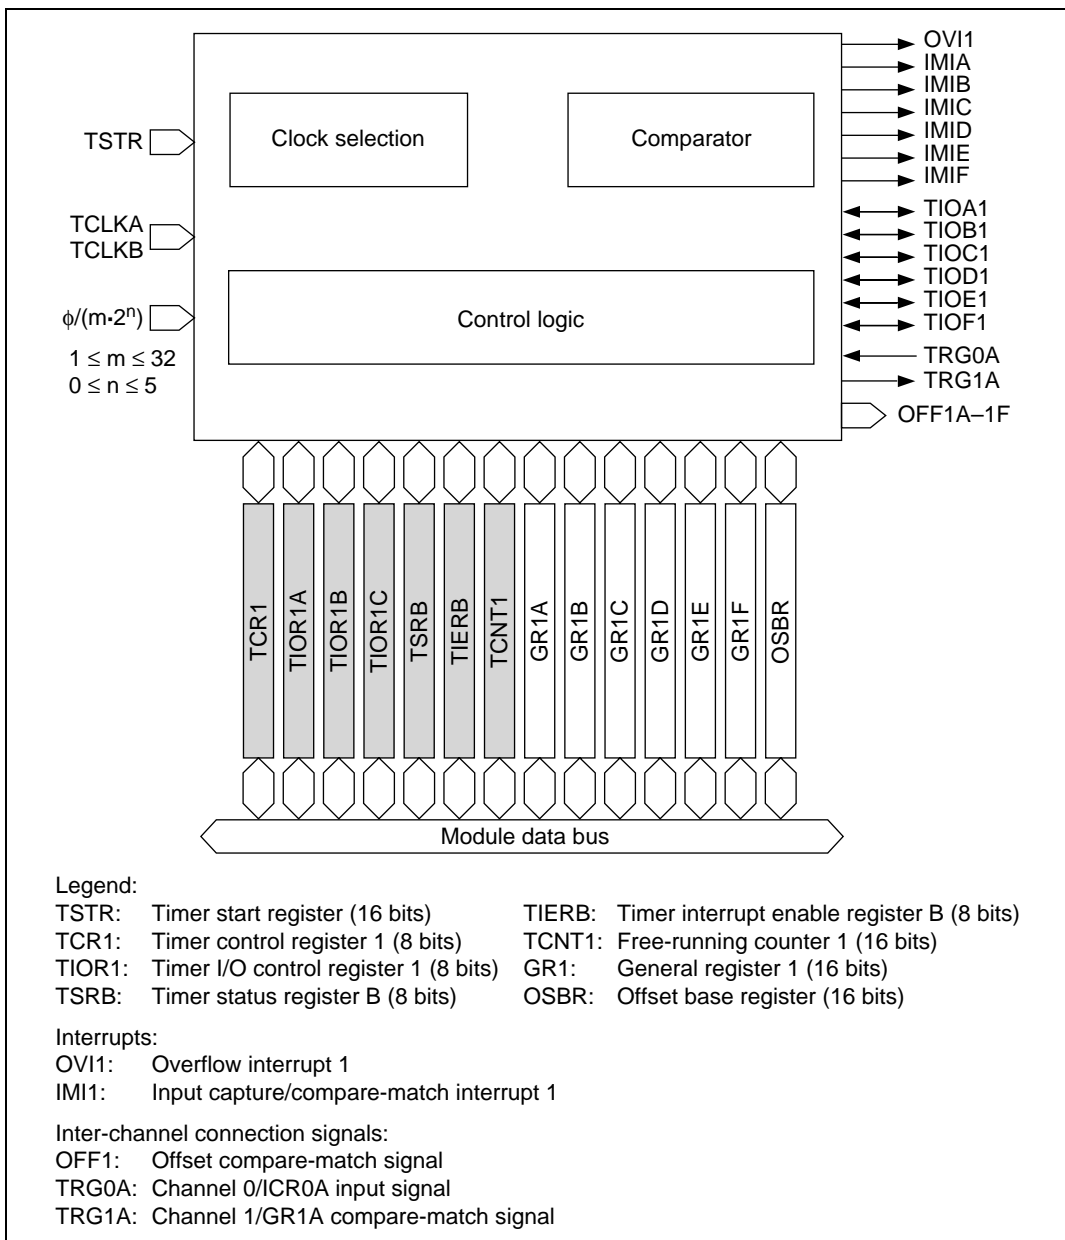 OVI1
IMIA
IMIB
IMIC
IMID
IMIE
IMIF
TSTR
Clock selection
Comparator
TCLKA
TCLKB
TIOA1
TIOB1
TIOC1
TIOD1
TIOE1
TIOF1
ϕ/(m·2ⁿ)
1 ≤ m ≤ 32
0 ≤ n ≤ 5
Control logic
TRG0A
TRG1A
OFF1A–1F
TCR1
TIOR1A
TIOR1B
TIOR1C
TSRB
TIERB
TCNT1
GR1A
GR1B
GR1C
GR1D
GR1E
GR1F
OSBR
Module data bus
Legend:
TSTR: Timer start register (16 bits)
TCR1: Timer control register 1 (8 bits)
TIOR1: Timer I/O control register 1 (8 bits)
TSRB: Timer status register B (8 bits)
TIERB: Timer interrupt enable register B (8 bits)
TCNT1: Free-running counter 1 (16 bits)
GR1: General register 1 (16 bits)
OSBR: Offset base register (16 bits)
Interrupts:
OVI1: Overflow interrupt 1
IMI1: Input capture/compare-match interrupt 1
Inter-channel connection signals:
OFF1: Offset compare-match signal
TRG0A: Channel 0/ICR0A input signal
TRG1A: Channel 1/GR1A compare-match signal